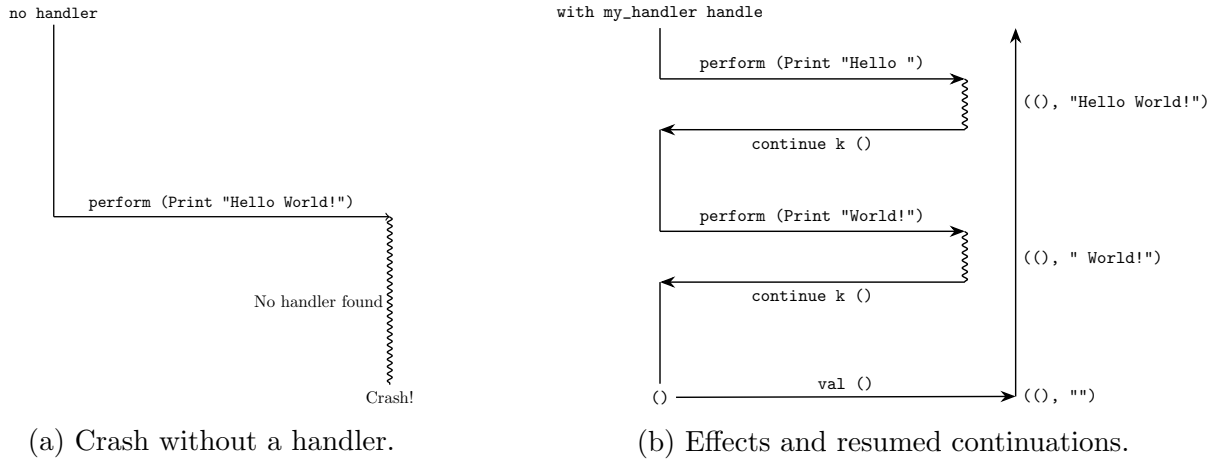 no handler
perform (Print "Hello World!")
No handler found
Crash!
(a) Crash without a handler.
with my_handler handle
perform (Print "Hello ")
((), "Hello World!")
continue k ()
perform (Print "World!")
((), " World!")
continue k ()
val ()
()
((), "")
(b) Effects and resumed continuations.